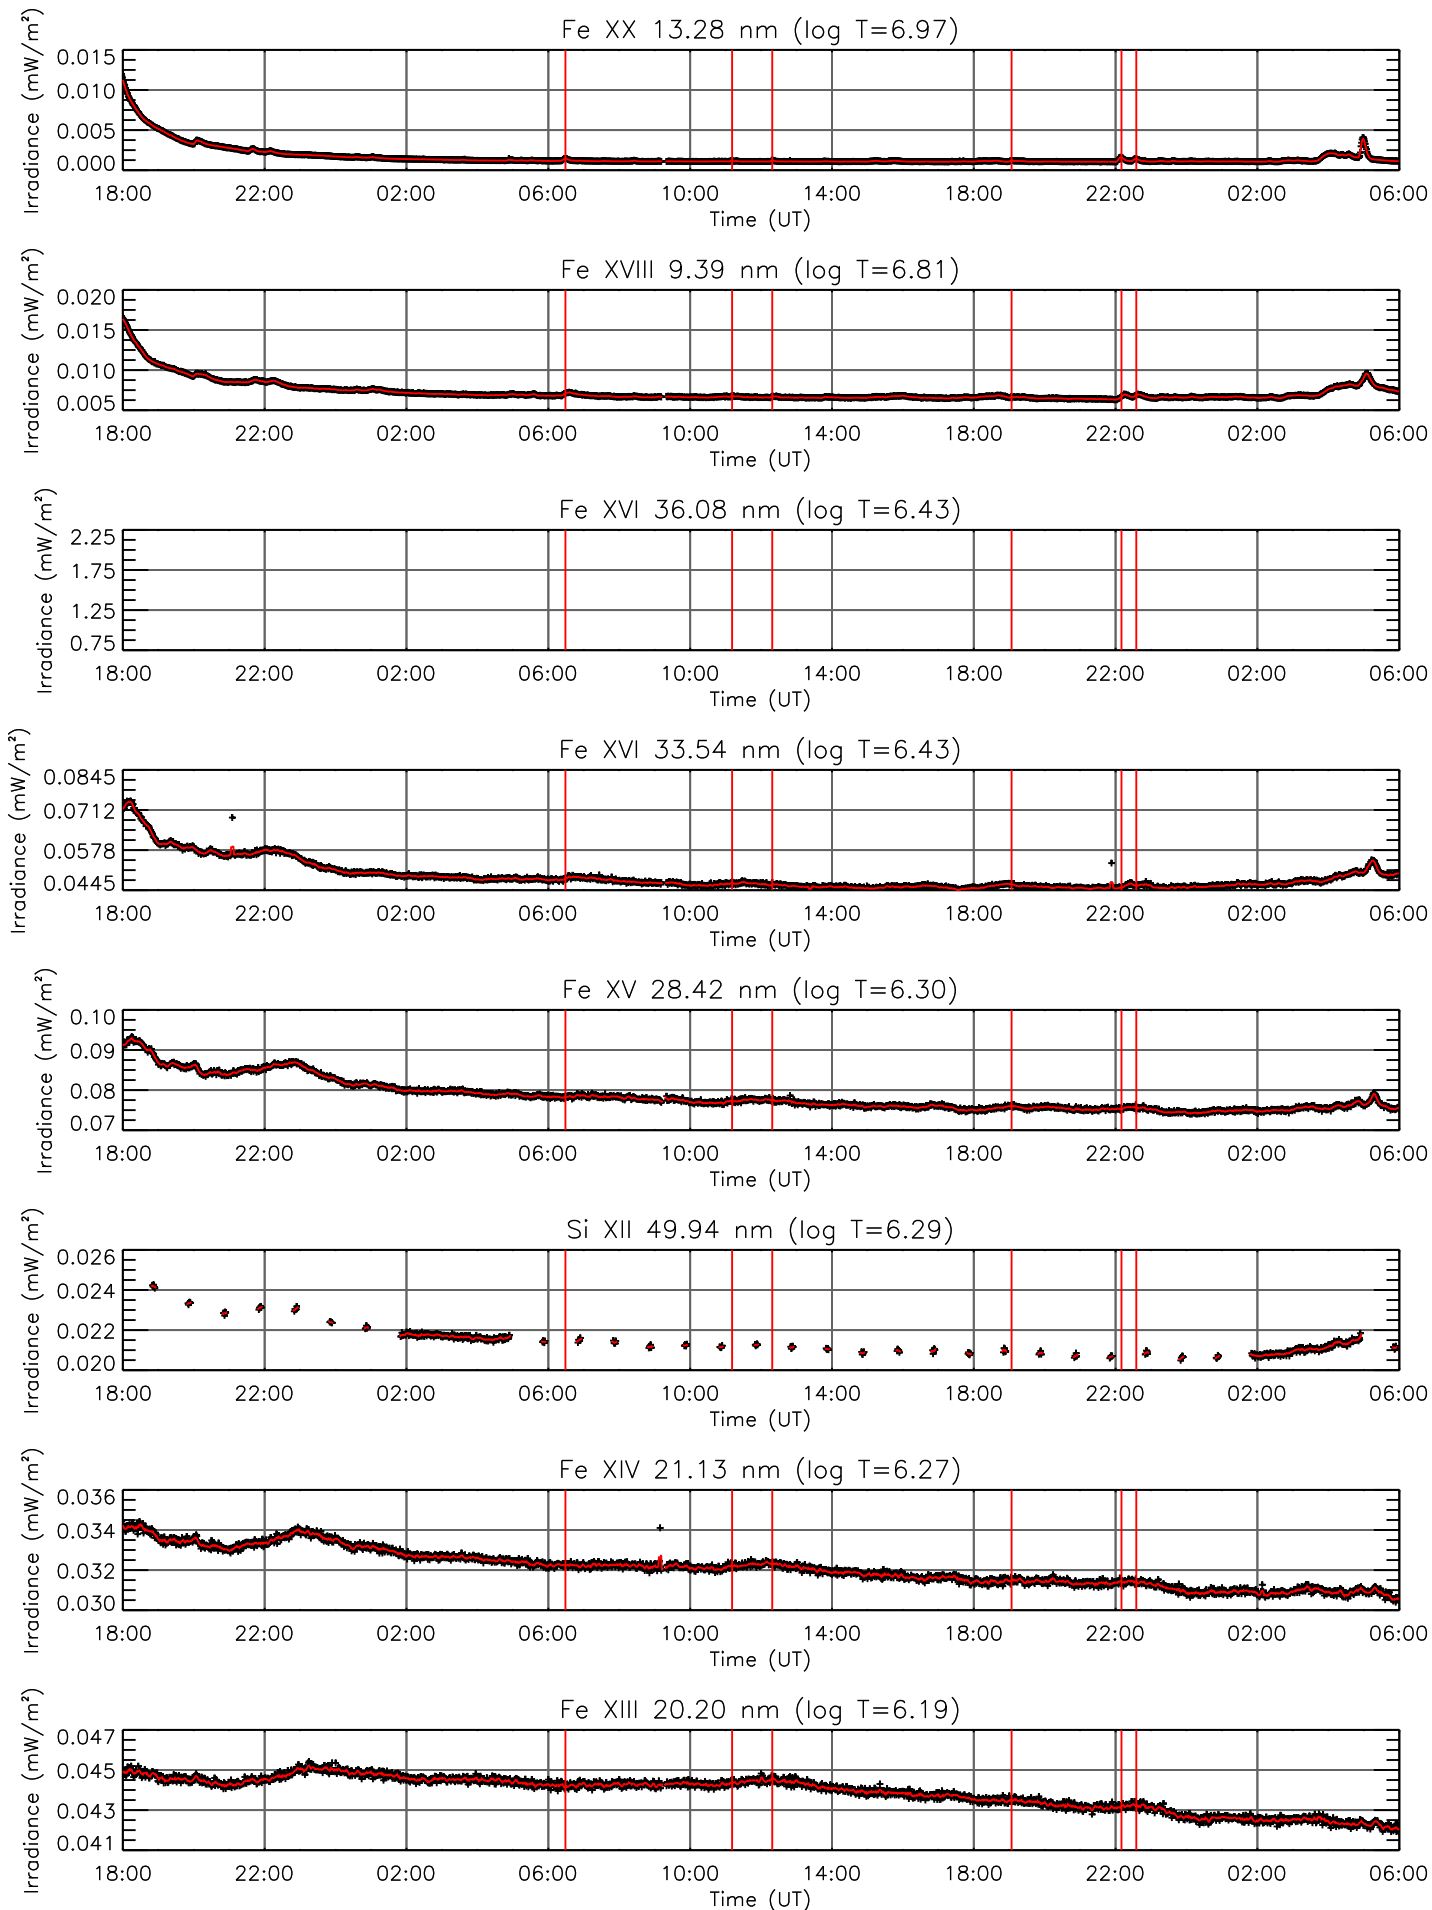 Fe XX 13.28 nm (log T=6.97)
Irradiance (mW/m²)
0.015
0.010
0.005
0.000
18:00 22:00 02:00 06:00 10:00 14:00 18:00 22:00 02:00 06:00
Time (UT)
Fe XVIII 9.39 nm (log T=6.81)
Irradiance (mW/m²)
0.020
0.015
0.010
0.005
18:00 22:00 02:00 06:00 10:00 14:00 18:00 22:00 02:00 06:00
Time (UT)
Fe XVI 36.08 nm (log T=6.43)
Irradiance (mW/m²)
2.25
1.75
1.25
0.75
18:00 22:00 02:00 06:00 10:00 14:00 18:00 22:00 02:00 06:00
Time (UT)
Fe XVI 33.54 nm (log T=6.43)
Irradiance (mW/m²)
0.0845
0.0712
0.0578
0.0445
18:00 22:00 02:00 06:00 10:00 14:00 18:00 22:00 02:00 06:00
Time (UT)
Fe XV 28.42 nm (log T=6.30)
Irradiance (mW/m²)
0.10
0.09
0.08
0.07
18:00 22:00 02:00 06:00 10:00 14:00 18:00 22:00 02:00 06:00
Time (UT)
Si XII 49.94 nm (log T=6.29)
Irradiance (mW/m²)
0.026
0.024
0.022
0.020
18:00 22:00 02:00 06:00 10:00 14:00 18:00 22:00 02:00 06:00
Time (UT)
Fe XIV 21.13 nm (log T=6.27)
Irradiance (mW/m²)
0.036
0.034
0.032
0.030
18:00 22:00 02:00 06:00 10:00 14:00 18:00 22:00 02:00 06:00
Time (UT)
Fe XIII 20.20 nm (log T=6.19)
Irradiance (mW/m²)
0.047
0.045
0.043
0.041
18:00 22:00 02:00 06:00 10:00 14:00 18:00 22:00 02:00 06:00
Time (UT)